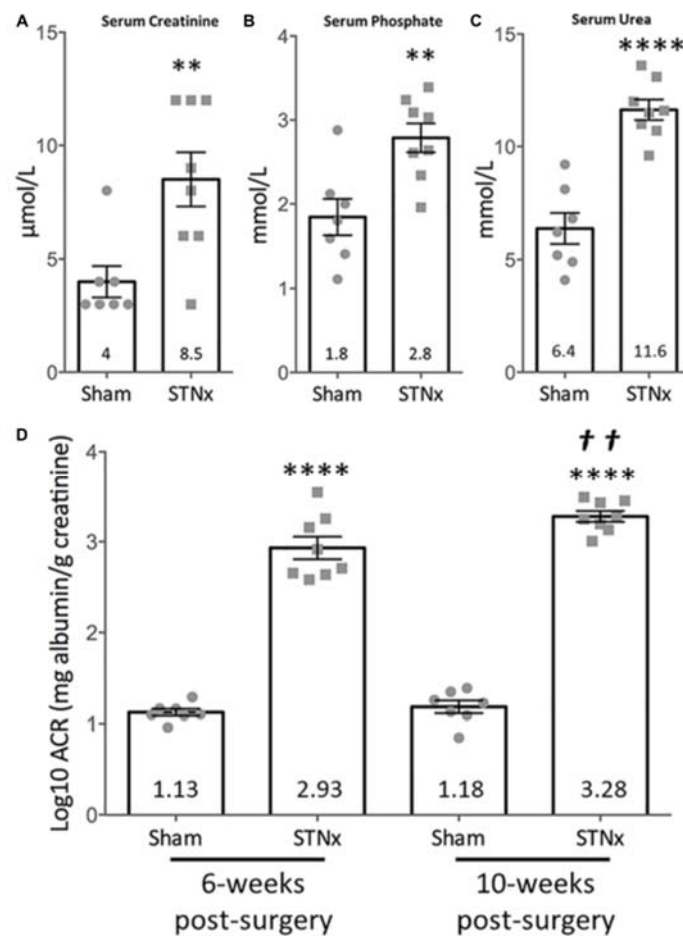 A Serum Creatinine
15
10
5
0
µmol/L
**
4
8.5
Sham STNx
B Serum Phosphate
4
3
2
1
0
mmol/L
**
1.8
2.8
Sham STNx
C Serum Urea
15
10
5
0
mmol/L
****
6.4
11.6
Sham STNx
D
Log10 ACR (mg albumin/g creatinine)
4
3
2
1
0
****
††
****
1.13
2.93
1.18
3.28
Sham STNx Sham STNx
6-weeks
post-surgery
10-weeks
post-surgery